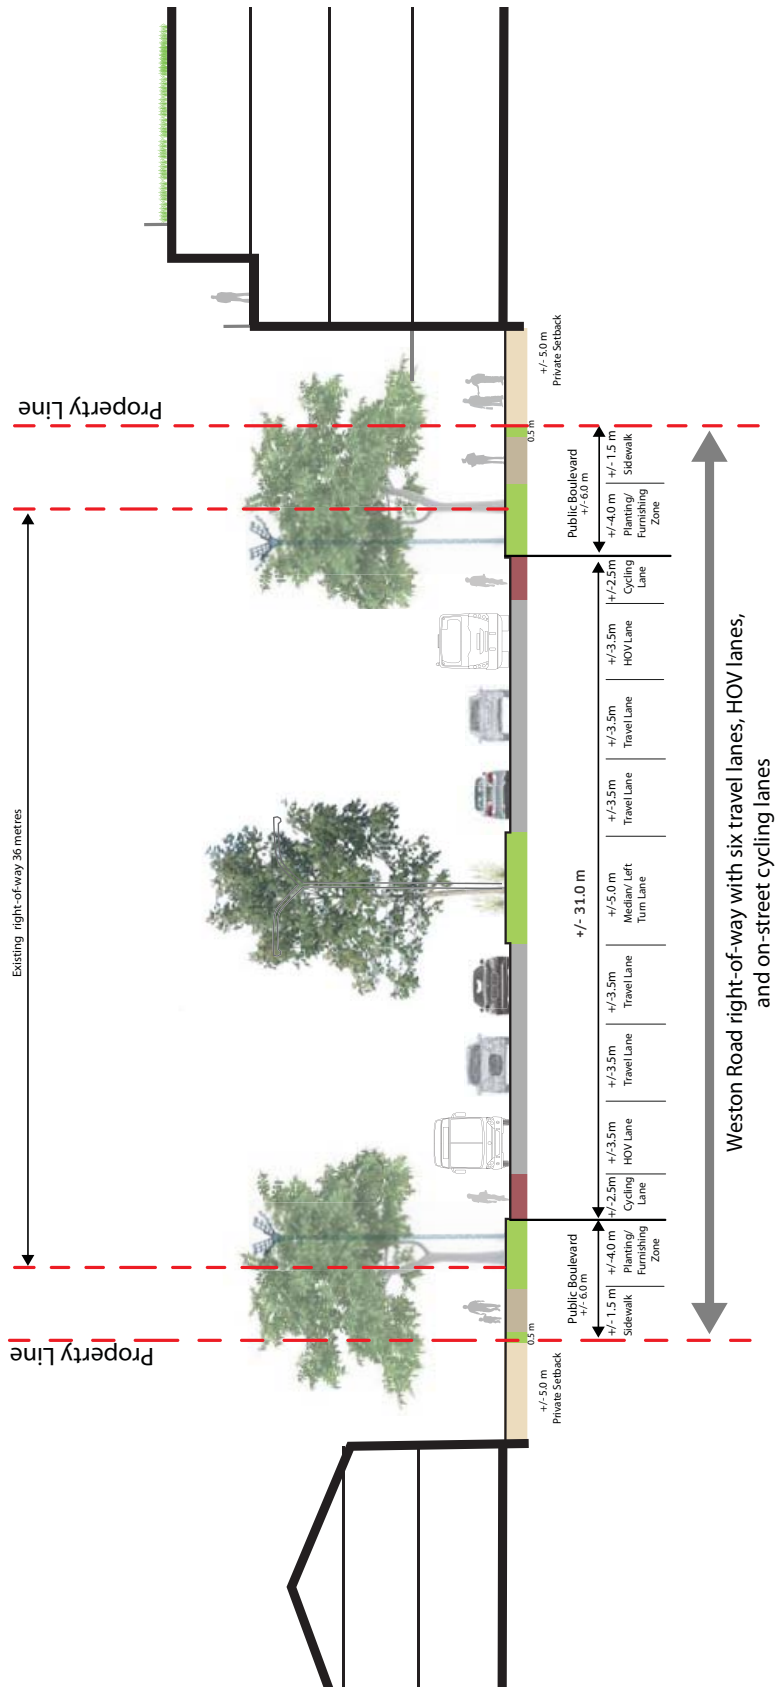 Existing right-of-way 36 metres
Property Line
Property Line
+/- 5.0 m
Private Setback
0.5 m
Public Boulevard
+/- 6.0 m
+/- 1.5 m
Sidewalk
+/-4.0 m
Planting/
Furnishing
Zone
+/-2.5m
Cycling
Lane
+/-3.5m
HOV Lane
+/-3.5m
Travel Lane
+/-3.5m
Travel Lane
+/- 31.0 m
+/-5.0 m
Median/ Left
Turn Lane
+/-3.5m
Travel Lane
+/-3.5m
Travel Lane
+/-3.5m
HOV Lane
+/-2.5m
Cycling
Lane
Public Boulevard
+/- 6.0 m
+/-4.0 m
Planting/
Furnishing
Zone
+/- 1.5 m
Sidewalk
0.5 m
+/- 5.0 m
Private Setback
Weston Road right-of-way with six travel lanes, HOV lanes,
and on-street cycling lanes